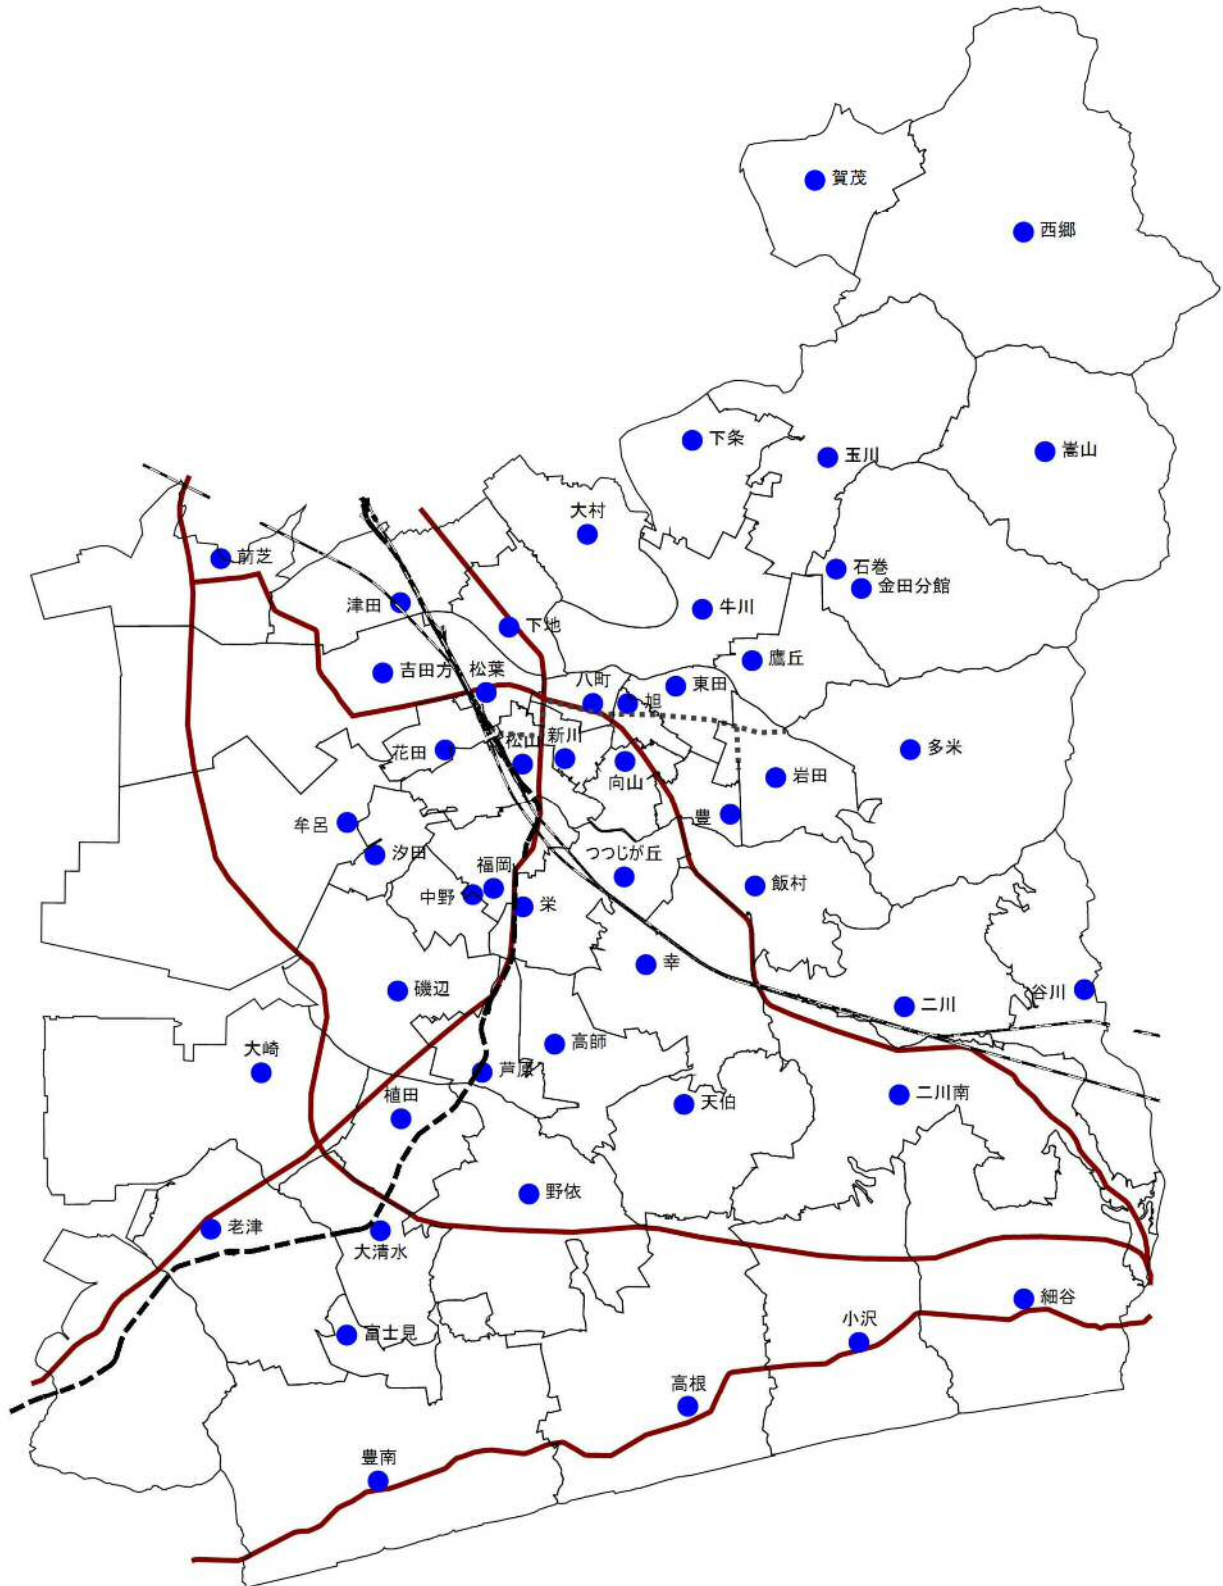 賀茂
西郷
下条
玉川
嵩山
大村
前芝
石巻
金田分館
津田
牛川
下地
鷹丘
吉田方
松葉
八町
旭
東田
花田
松山
新川
向山
岩田
多米
牟呂
豊
汐田
福岡
つつじが丘
中野
栄
飯村
幸
磯辺
二川
谷川
大崎
高師
芦原
植田
天伯
二川南
野依
老津
大清水
細谷
富士見
小沢
高根
豊南